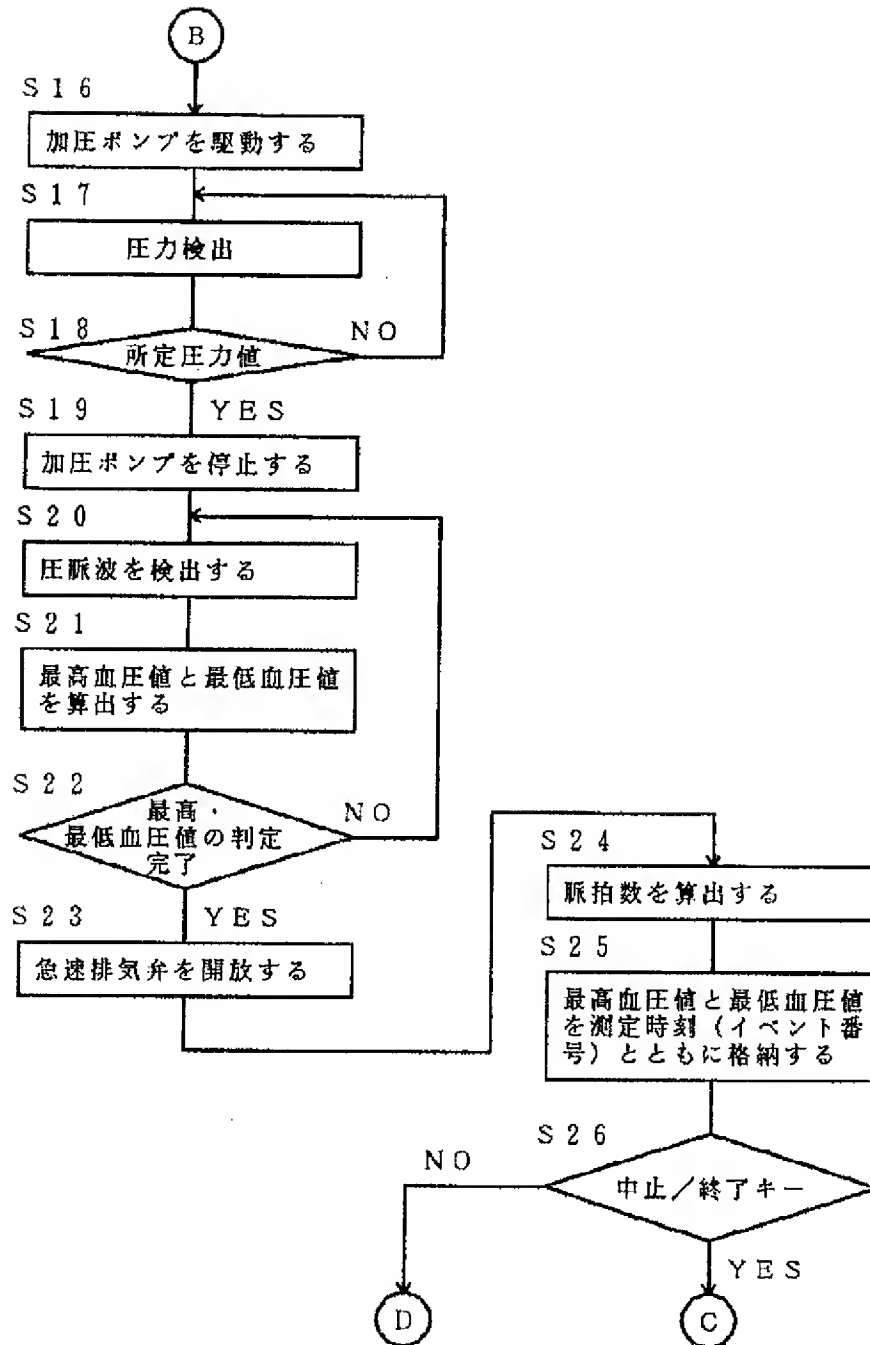 B
S16
加圧ポンプを駆動する
S17
圧力検出
S18
NO
所定圧力値
S19
YES
加圧ポンプを停止する
S20
圧脈波を検出する
S21
最高血圧値と最低血圧値
を算出する
S22
NO
最高・
最低血圧値の判定
完了
S23
YES
急速排気弁を開放する
S24
脈拍数を算出する
S25
最高血圧値と最低血圧値
を測定時刻(イベント番
号)とともに格納する
S26
NO
中止/終了キー
YES
D
C